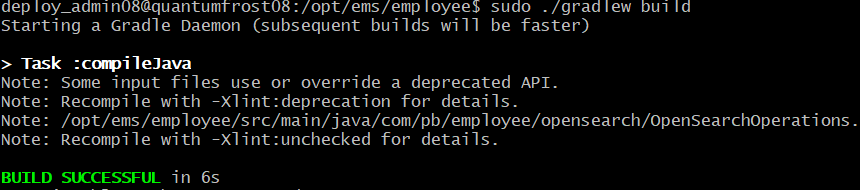 deploy_admin08@quantumfrost08:/opt/ems/employee$ sudo ./gradlew build
Starting a Gradle Daemon (subsequent builds will be faster)
> Task :compileJava
Note: Some input files use or override a deprecated API.
Note: Recompile with -Xlint:deprecation for details.
Note: /opt/ems/employee/src/main/java/com/pb/employee/opensearch/OpenSearchOperations.
Note: Recompile with -Xlint:unchecked for details.
BUILD SUCCESSFUL in 6s